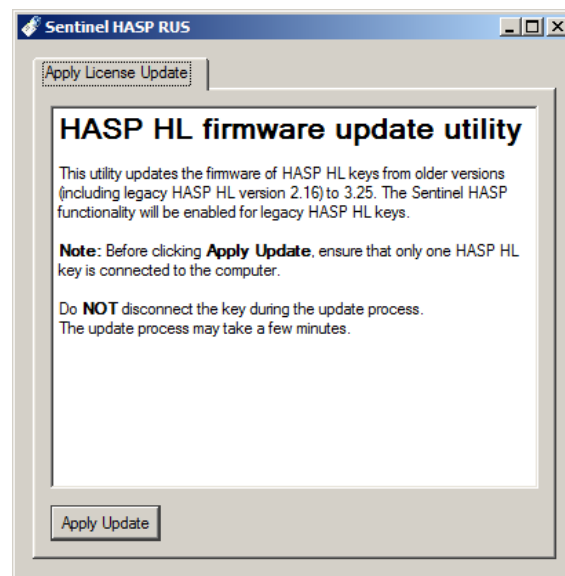 Sentinel HASP RUS
Apply License Update
HASP HL firmware update utility
This utility updates the firmware of HASP HL keys from older versions
(including legacy HASP HL version 2.16) to 3.25. The Sentinel HASP
functionality will be enabled for legacy HASP HL keys.
Note: Before clicking Apply Update, ensure that only one HASP HL
key is connected to the computer.
Do NOT disconnect the key during the update process.
The update process may take a few minutes.
Apply Update